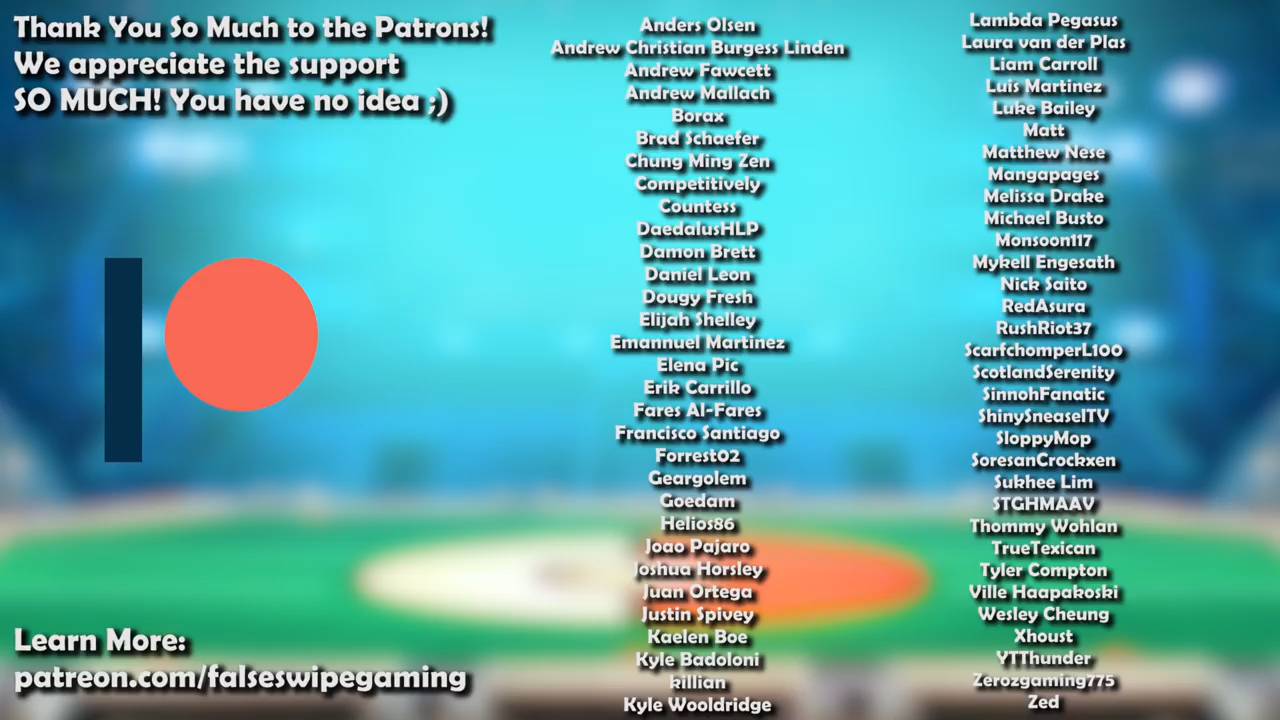 Thank You So Much to the Patrons!
We appreciate the support
SO MUCH! You have no idea ;)
Learn More:
patreon.com/falseswipegaming
Anders Olsen
Andrew Christian Burgess Linden
Andrew Fawcett
Andrew Mallach
Borax
Brad Schaefer
Chung Ming Zen
Competitively
Countess
DaedalusHLP
Damon Brett
Daniel Leon
Dougy Fresh
Elijah Shelley
Emannuel Martinez
Elena Pic
Erik Carrillo
Fares Al-Fares
Francisco Santiago
Forrest02
Geargolem
Goedam
Helios86
Joao Pajaro
Joshua Horsley
Juan Ortega
Justin Spivey
Kaelen Boe
Kyle Badoloni
killian
Kyle Wooldridge
Lambda Pegasus
Laura van der Plas
Liam Carroll
Luis Martinez
Luke Bailey
Matt
Matthew Nese
Mangapages
Melissa Drake
Michael Busto
Monsoon117
Mykell Engesath
Nick Saito
RedAsura
RushRiot37
ScarfchomperL100
ScotlandSerenity
SinnohFanatic
ShinySneaselTV
SloppyMop
SoresanCrockxen
Sukhee Lim
STGHMAAV
Thommy Wohlan
TrueTexican
Tyler Compton
Ville Haapakoski
Wesley Cheung
Xhoust
YTThunder
Zerozgaming775
Zed